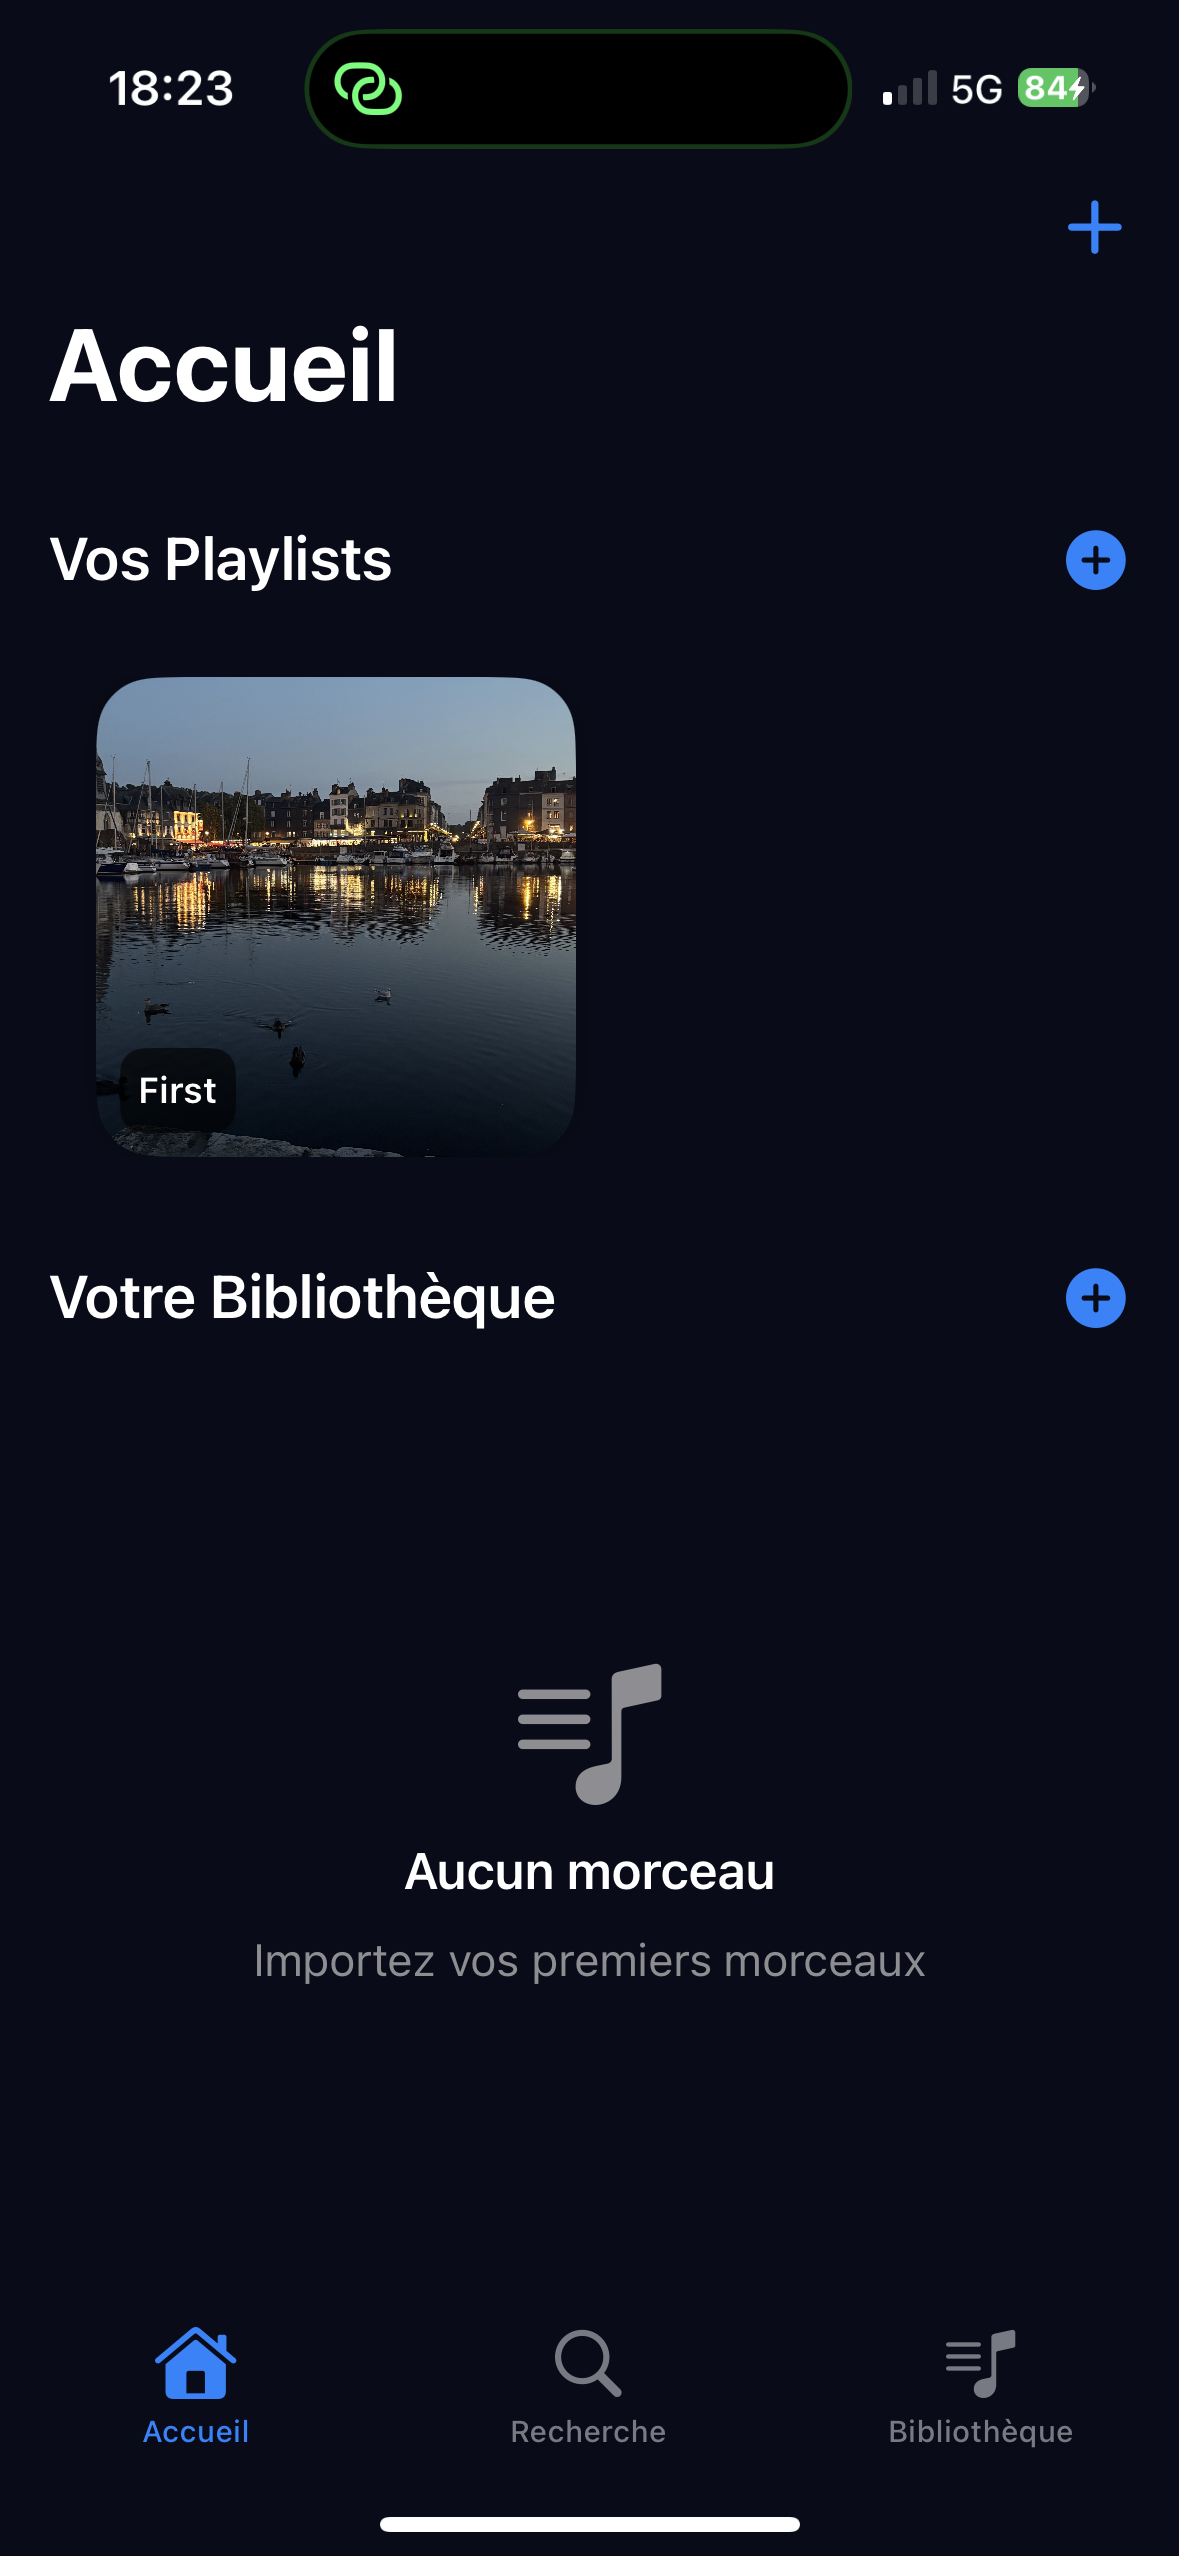 18:23
5G
84
Accueil
Vos Playlists
First
Votre Bibliothèque
Aucun morceau
Importez vos premiers morceaux
Accueil
Recherche
Bibliothèque